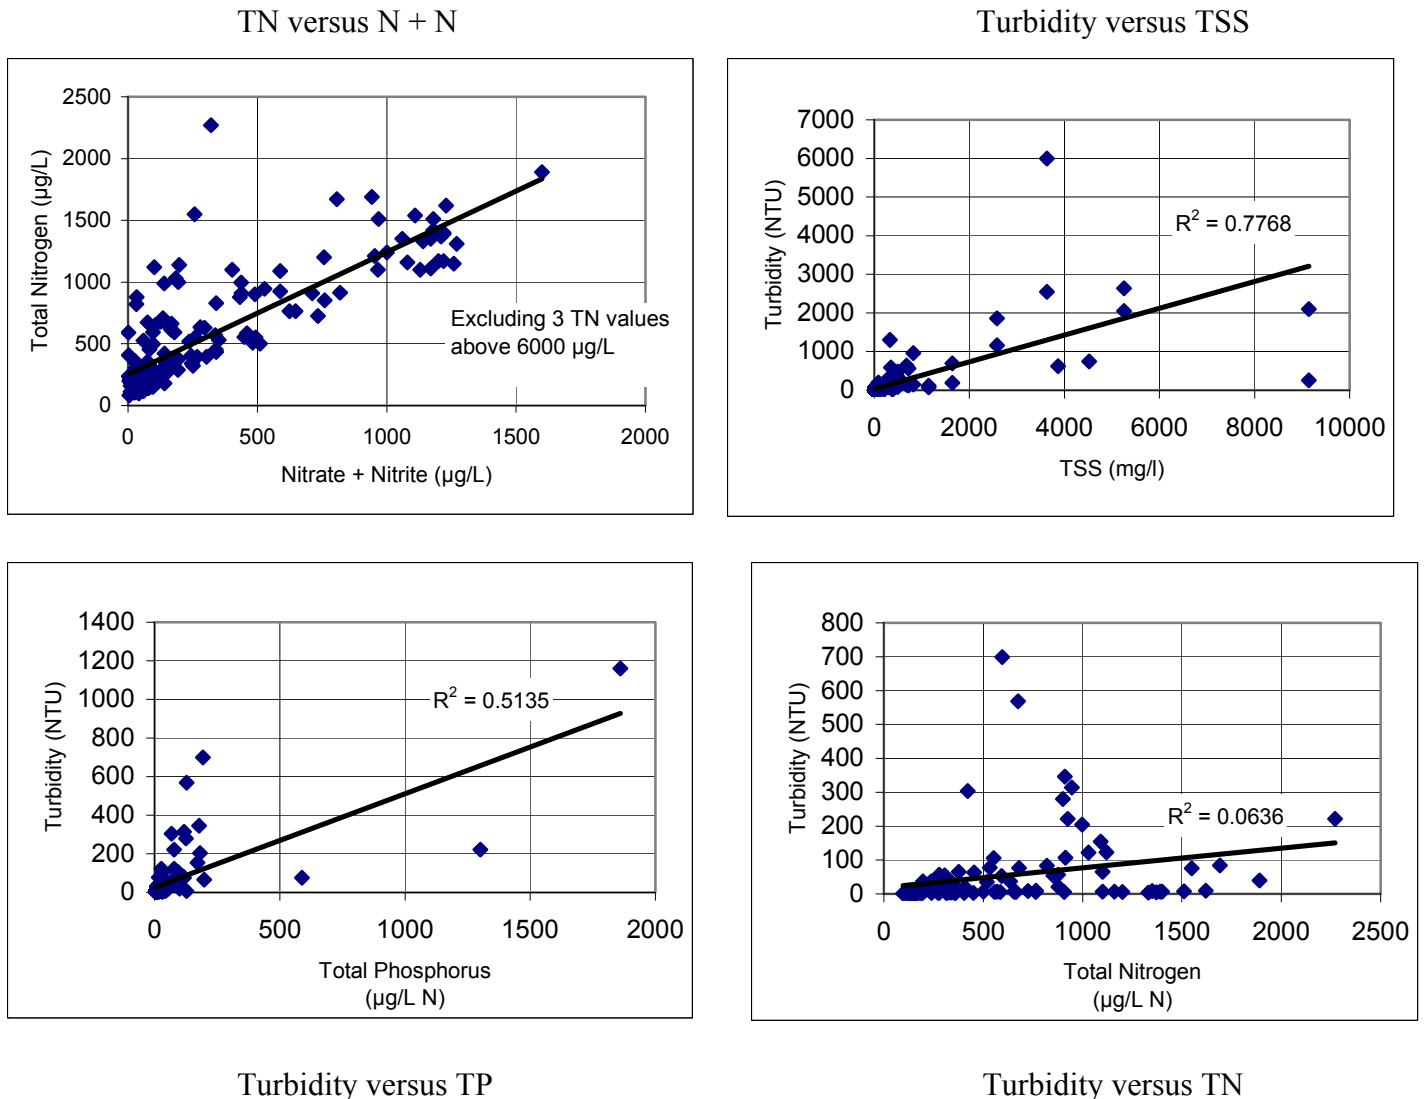 TN versus N + N
Turbidity versus TSS
2500
2000
1500
1000
500
0
Total Nitrogen (µg/L)
Excluding 3 TN values
above 6000 µg/L
0 500 1000 1500 2000
Nitrate + Nitrite (µg/L)
7000
6000
5000
4000
3000
2000
1000
0
Turbidity (NTU)
R² = 0.7768
0 2000 4000 6000 8000 10000
TSS (mg/l)
1400
1200
1000
800
600
400
200
0
Turbidity (NTU)
R² = 0.5135
0 500 1000 1500 2000
Total Phosphorus
(µg/L N)
800
700
600
500
400
300
200
100
0
Turbidity (NTU)
R² = 0.0636
0 500 1000 1500 2000 2500
Total Nitrogen
(µg/L N)
Turbidity versus TP
Turbidity versus TN